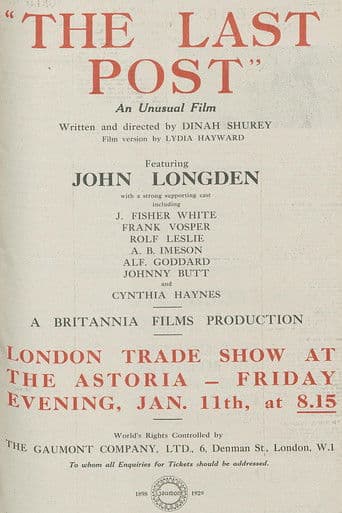 "THE LAST
POST"
An Unusual Film
Written and directed by DINAH SHUREY
Film version by LYDIA HAYWARD
Featuring
JOHN LONGDEN
with a strong supporting cast
including
J. FISHER WHITE
FRANK VOSPER
ROLF LESLIE
A. B. IMESON
ALF. GODDARD
JOHNNY BUTT
and
CYNTHIA HAYNES
A BRITANNIA FILMS PRODUCTION
LONDON TRADE SHOW AT
THE ASTORIA – FRIDAY
EVENING, JAN. 11th, at 8.15
World's Rights Controlled by
THE GAUMONT COMPANY, LTD., 6, Denman St., London, W.1
To whom all Enquiries for Tickets should be addressed.
1898 Gaumont 1929